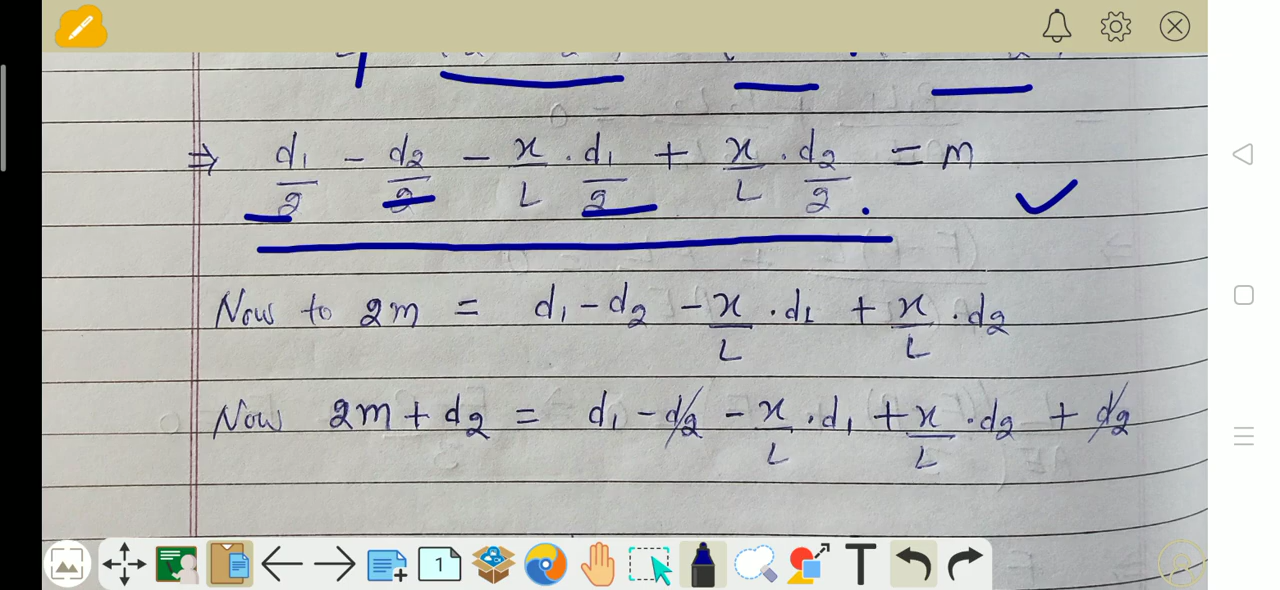 ⇒ d₁/2 - d₂/2 - x/L . d₁/2 + x/L . d₂/2 = m
Now to 2m = d₁ - d₂ - x/L . d₁ + x/L . d₂
Now 2m + d₂ = d₁ - d₂ - x/L . d₁ + x/L . d₂ + d₂
1
T